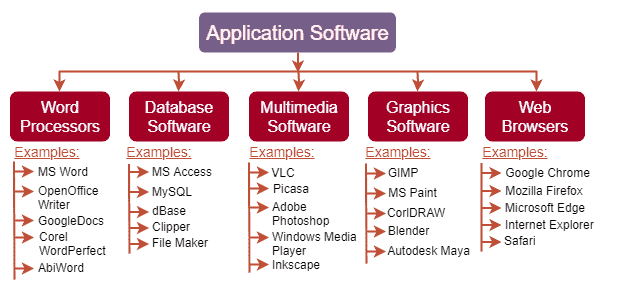 Application Software
Word
Processors
Database
Software
Multimedia
Software
Graphics
Software
Web
Browsers
Examples:
MS Word
OpenOffice
Writer
GoogleDocs
Corel
WordPerfect
AbiWord
Examples:
MS Access
MySQL
dBase
Clipper
File Maker
Examples:
VLC
Picasa
Adobe
Photoshop
Windows Media
Player
Inkscape
Examples:
GIMP
MS Paint
CorlDRAW
Blender
Autodesk Maya
Examples:
Google Chrome
Mozilla Firefox
Microsoft Edge
Internet Explorer
Safari